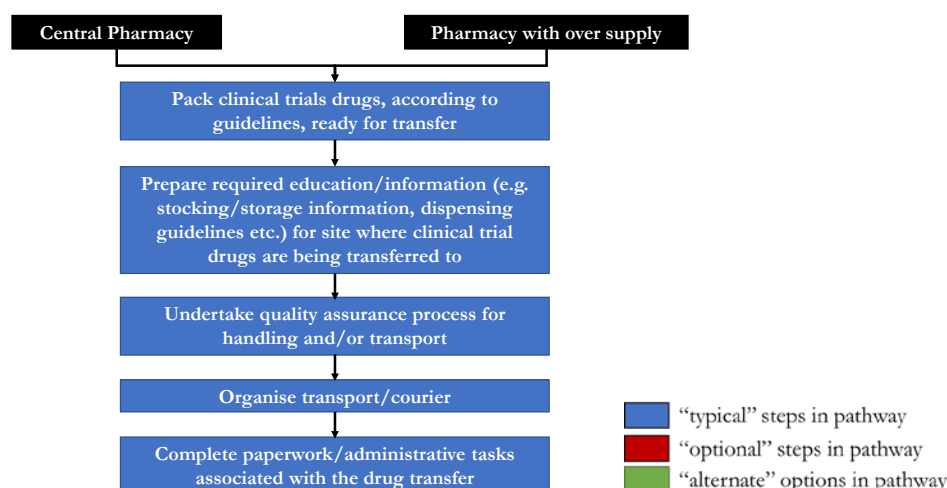 Central Pharmacy
Pharmacy with over supply
Pack clinical trials drugs, according to
guidelines, ready for transfer
Prepare required education/information (e.g.
stocking/storage information, dispensing
guidelines etc.) for site where clinical trial
drugs are being transferred to
Undertake quality assurance process for
handling and/or transport
Organise transport/courier
Complete paperwork/administrative tasks
associated with the drug transfer
“typical” steps in pathway
“optional” steps in pathway
“alternate” options in pathway